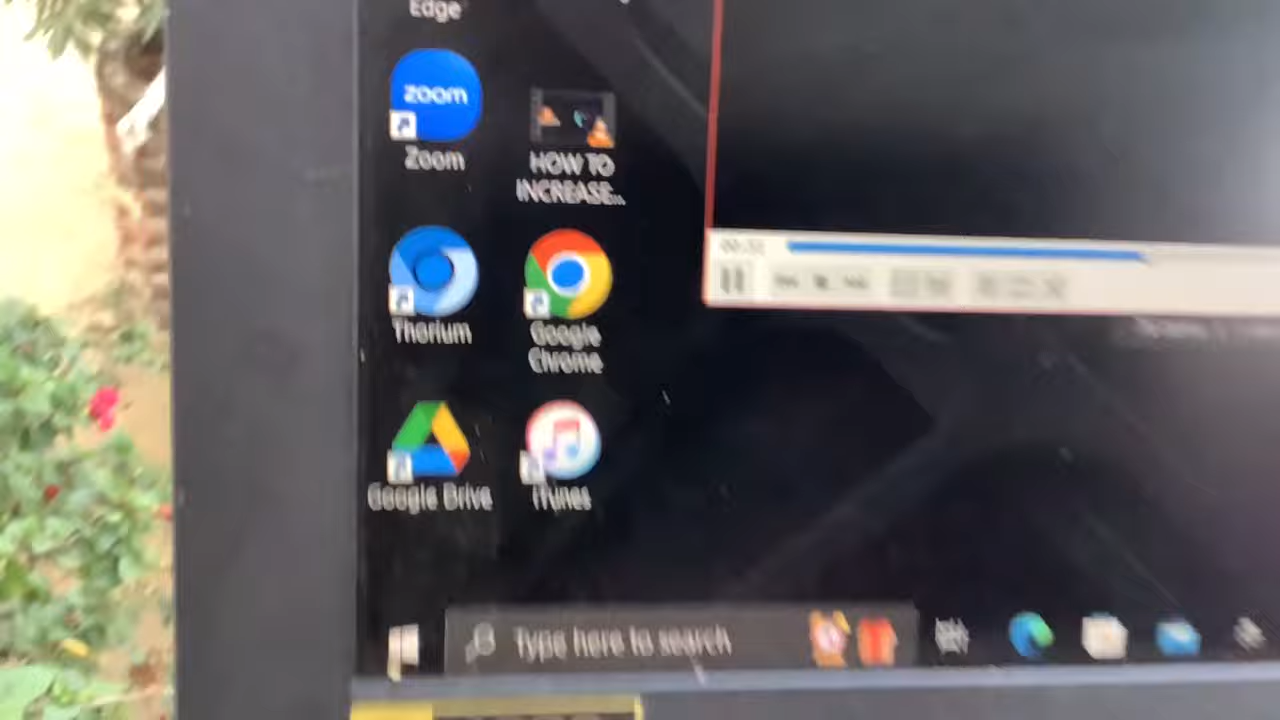 Edge
zoom
Zoom
HOW TO
INCREASE...
Thorium
Google
Chrome
Google Drive
iTunes
Type here to search